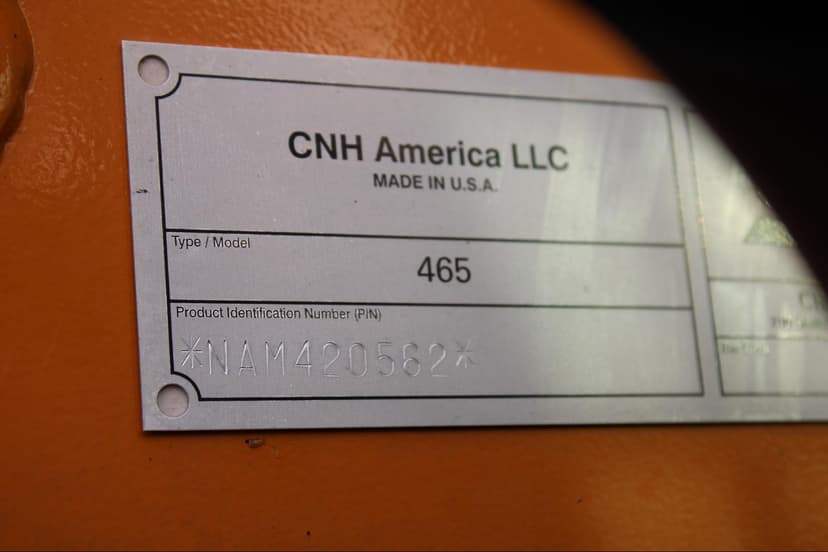 CNH America LLC
MADE IN U.S.A.
Type / Model
465
Product Identification Number (PIN)
*NAM420562*